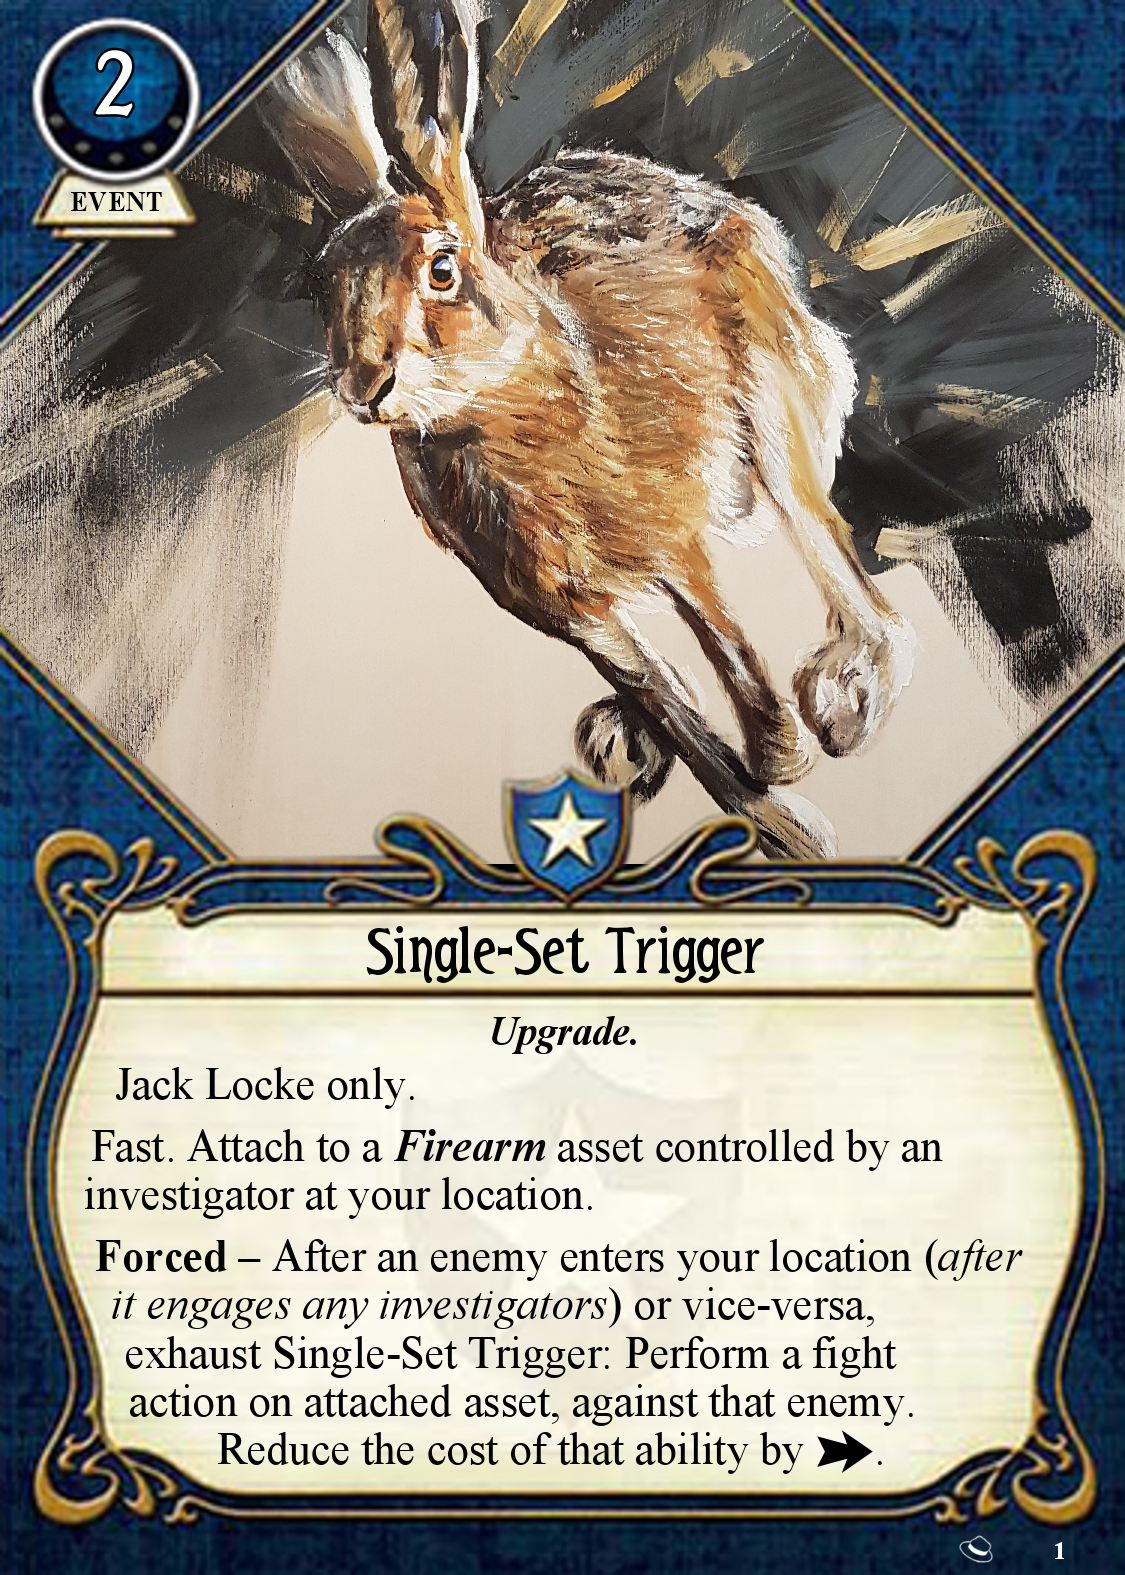 2
EVENT
Single-Set Trigger
Upgrade.
Jack Locke only.
Fast. Attach to a Firearm asset controlled by an
investigator at your location.
Forced – After an enemy enters your location (after
it engages any investigators) or vice-versa,
exhaust Single-Set Trigger: Perform a fight
action on attached asset, against that enemy.
Reduce the cost of that ability by .
1